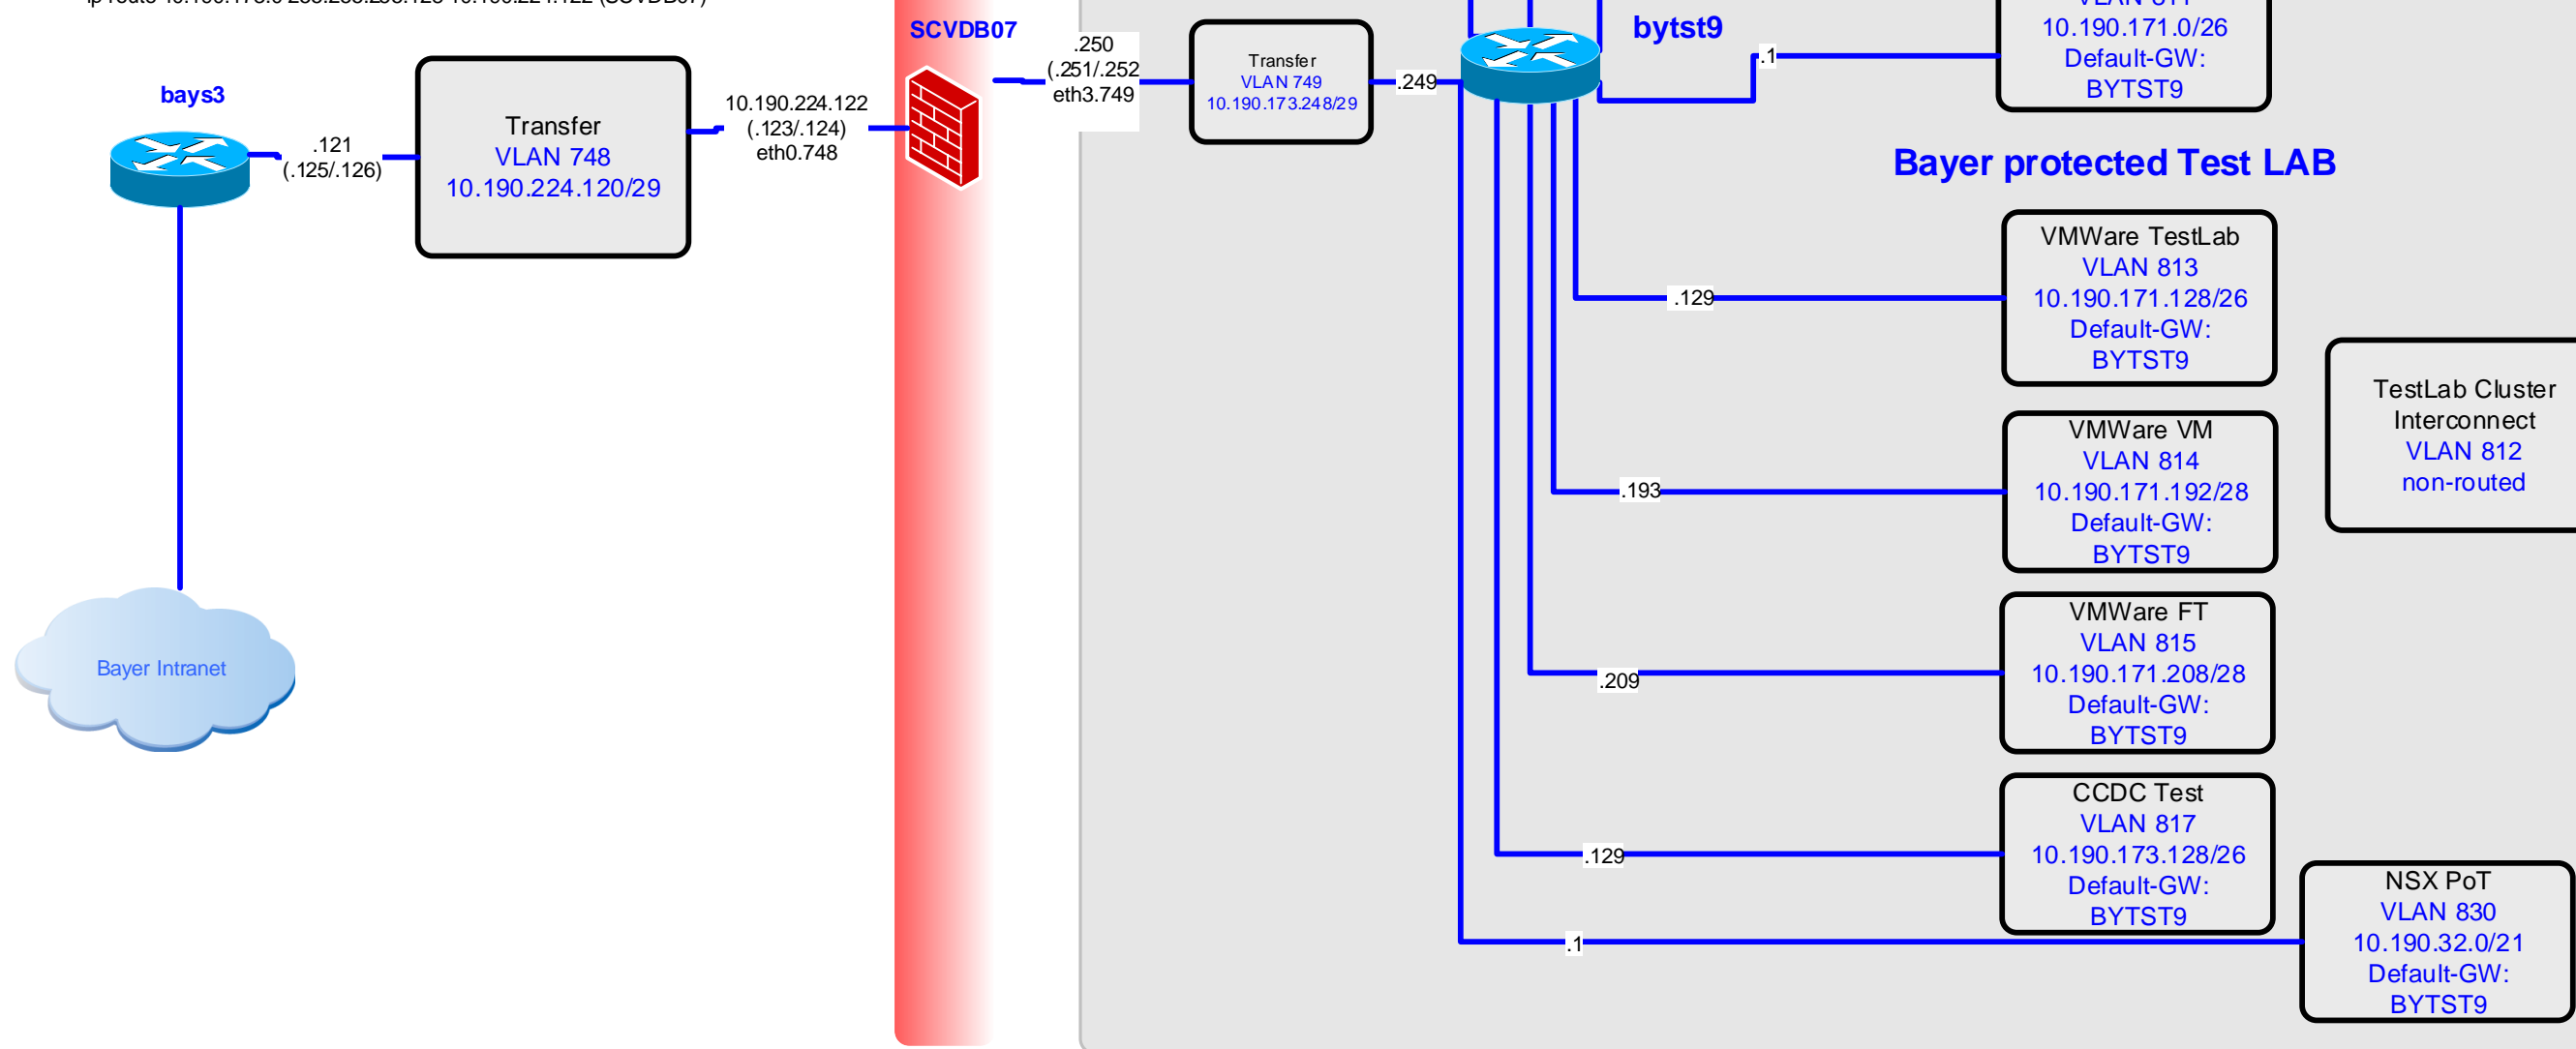 (SCVDB07)
bays3
.121
(.125/.126)
Transfer
VLAN 748
10.190.224.120/29
10.190.224.122
(.123/.124)
eth0.748
Bayer Intranet
SCVDB07
.250
(.251/.252
eth3.749
Transfer
VLAN 749
10.190.173.248/29
.249
bytst9
.1
10.190.171.0/26
Default-GW:
BYTST9
Bayer protected Test LAB
.129
VMWare TestLab
VLAN 813
10.190.171.128/26
Default-GW:
BYTST9
TestLab Cluster
Interconnect
VLAN 812
non-routed
.193
VMWare VM
VLAN 814
10.190.171.192/28
Default-GW:
BYTST9
.209
VMWare FT
VLAN 815
10.190.171.208/28
Default-GW:
BYTST9
.129
CCDC Test
VLAN 817
10.190.173.128/26
Default-GW:
BYTST9
.1
NSX PoT
VLAN 830
10.190.32.0/21
Default-GW:
BYTST9